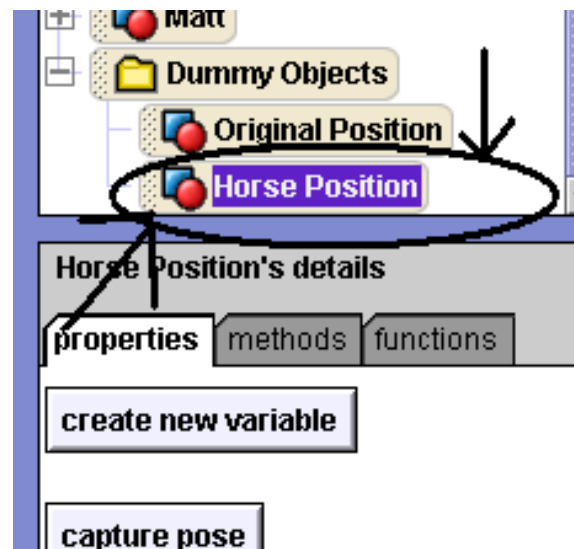 Matt
Dummy Objects
Original Position
Horse Position
Horse Position's details
properties methods functions
create new variable
capture pose